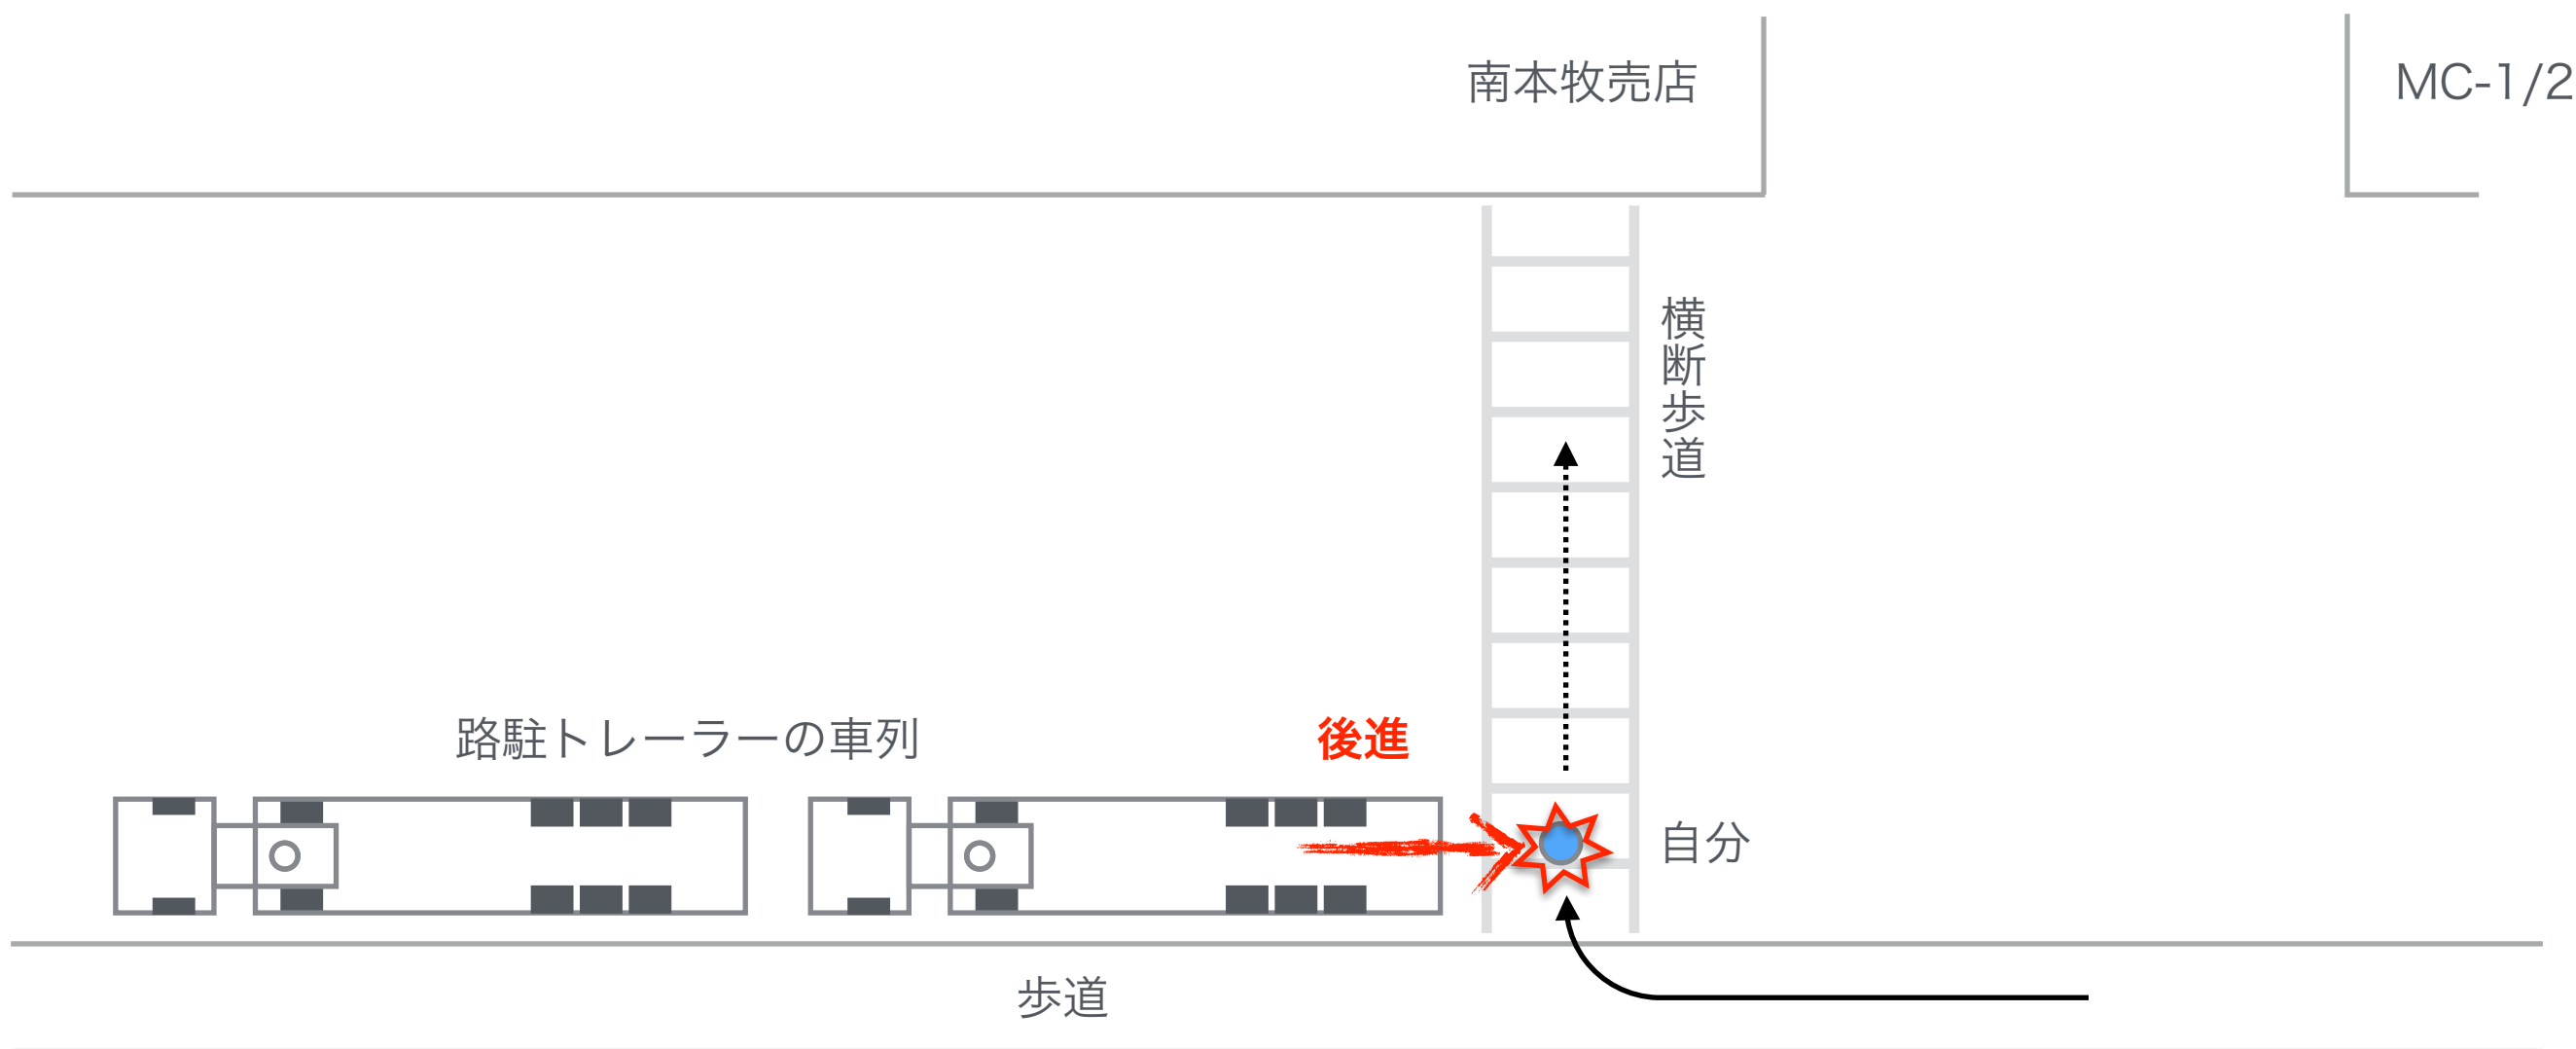 南本牧売店
MC-1/2
横断歩道
路駐トレーラーの車列
後進
自分
歩道